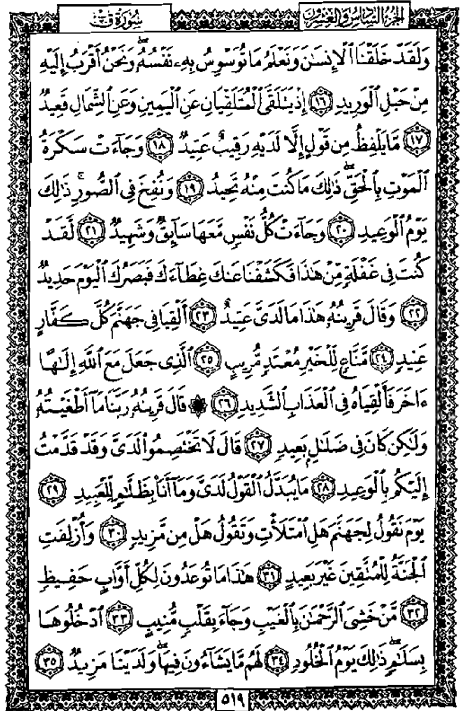 الجزء السادس والعشرون سورة ق
وَلَقَدْ خَلَقْنَا ٱلْإِنسَٰنَ وَنَعْلَمُ مَا تُوَسْوِسُ بِهِۦ نَفْسُهُۥ وَنَحْنُ أَقْرَبُ إِلَيْهِ
مِنْ حَبْلِ ٱلْوَرِيدِ ١٦ إِذْ يَتَلَقَّى ٱلْمُتَلَقِّيَانِ عَنِ ٱلْيَمِينِ وَعَنِ ٱلشِّمَالِ قَعِيدٌ
١٧ مَّا يَلْفِظُ مِن قَوْلٍ إِلَّا لَدَيْهِ رَقِيبٌ عَتِيدٌ ١٨ وَجَآءَتْ سَكْرَةُ
ٱلْمَوْتِ بِٱلْحَقِّ ۖ ذَٰلِكَ مَا كُنتَ مِنْهُ تَحِيدُ ١٩ وَنُفِخَ فِى ٱلصُّورِ ۚ ذَٰلِكَ
يَوْمُ ٱلْوَعِيدِ ٢٠ وَجَآءَتْ كُلُّ نَفْسٍ مَّعَهَا سَآئِقٌ وَشَهِيدٌ ٢١ لَّقَدْ
كُنتَ فِى غَفْلَةٍ مِّنْ هَٰذَا فَكَشَفْنَا عَنكَ غِطَآءَكَ فَبَصَرُكَ ٱلْيَوْمَ حَدِيدٌ
٢٢ وَقَالَ قَرِينُهُۥ هَٰذَا مَا لَدَىَّ عَتِيدٌ ٢٣ أَلْقِيَا فِى جَهَنَّمَ كُلَّ كَفَّارٍ
عَنِيدٍ ٢٤ مَّنَّاعٍ لِّلْخَيْرِ مُعْتَدٍ مُّرِيبٍ ٢٥ ٱلَّذِى جَعَلَ مَعَ ٱللَّهِ إِلَٰهًا
ءَاخَرَ فَأَلْقِيَاهُ فِى ٱلْعَذَابِ ٱلشَّدِيدِ ٢٦ ۞ قَالَ قَرِينُهُۥ رَبَّنَا مَآ أَطْغَيْتُهُۥ
وَلَٰكِن كَانَ فِى ضَلَٰلٍۭ بَعِيدٍ ٢٧ قَالَ لَا تَخْتَصِمُوا۟ لَدَىَّ وَقَدْ قَدَّمْتُ
إِلَيْكُم بِٱلْوَعِيدِ ٢٨ مَا يُبَدَّلُ ٱلْقَوْلُ لَدَىَّ وَمَآ أَنَا۠ بِظَلَّٰمٍ لِّلْعَبِيدِ ٢٩
يَوْمَ نَقُولُ لِجَهَنَّمَ هَلِ ٱمْتَلَأْتِ وَتَقُولُ هَلْ مِن مَّزِيدٍ ٣٠ وَأُزْلِفَتِ
ٱلْجَنَّةُ لِلْمُتَّقِينَ غَيْرَ بَعِيدٍ ٣١ هَٰذَا مَا تُوعَدُونَ لِكُلِّ أَوَّابٍ حَفِيظٍ
٣٢ مَّنْ خَشِىَ ٱلرَّحْمَٰنَ بِٱلْغَيْبِ وَجَآءَ بِقَلْبٍ مُّنِيبٍ ٣٣ ٱدْخُلُوهَا
بِسَلَٰمٍ ۖ ذَٰلِكَ يَوْمُ ٱلْخُلُودِ ٣٤ لَهُم مَّا يَشَآءُونَ فِيهَا وَلَدَيْنَا مَزِيدٌ ٣٥
٥١٩